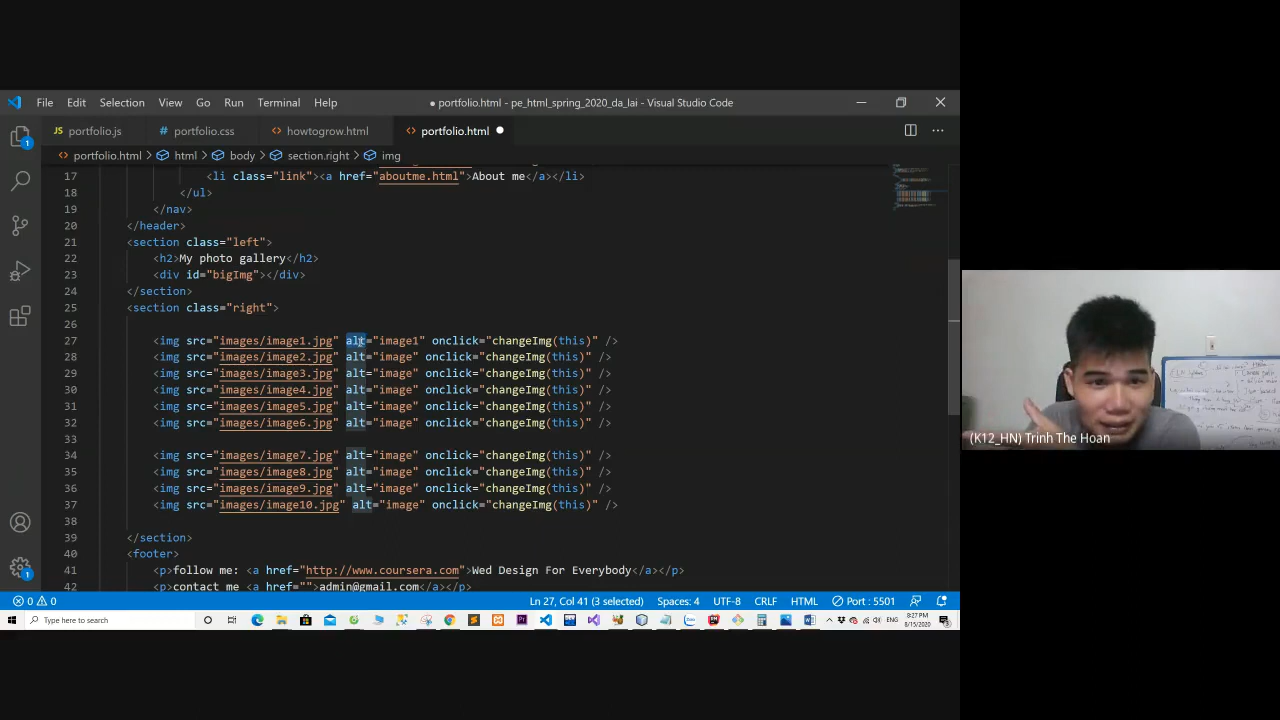 File Edit Selection View Go Run Terminal Help
● portfolio.html - pe_html_spring_2020_da_lai - Visual Studio Code
JS portfolio.js # portfolio.css <> howtogrow.html <> portfolio.html ●
<> portfolio.html > html > body > section.right > img
17 <li class="link"><a href="aboutme.html">About me</a></li>
18 </ul>
19 </nav>
20 </header>
21 <section class="left">
22 <h2>My photo gallery</h2>
23 <div id="bigImg"></div>
24 </section>
25 <section class="right">
26
27 <img src="images/image1.jpg" alt="image1" onclick="changeImg(this)" />
28 <img src="images/image2.jpg" alt="image" onclick="changeImg(this)" />
29 <img src="images/image3.jpg" alt="image" onclick="changeImg(this)" />
30 <img src="images/image4.jpg" alt="image" onclick="changeImg(this)" />
31 <img src="images/image5.jpg" alt="image" onclick="changeImg(this)" />
32 <img src="images/image6.jpg" alt="image" onclick="changeImg(this)" />
33
34 <img src="images/image7.jpg" alt="image" onclick="changeImg(this)" />
35 <img src="images/image8.jpg" alt="image" onclick="changeImg(this)" />
36 <img src="images/image9.jpg" alt="image" onclick="changeImg(this)" />
37 <img src="images/image10.jpg" alt="image" onclick="changeImg(this)" />
38
39 </section>
40 <footer>
41 <p>follow me: <a href="http://www.coursera.com">Wed Design For Everybody</a></p>
42 <p>contact me <a href="">admin@gmail.com</a></p>
0 0 Ln 27, Col 41 (3 selected) Spaces: 4 UTF-8 CRLF HTML Port : 5501
Type here to search
ENG
8:27 PM
8/15/2020
(K12_HN) Trinh The Hoan